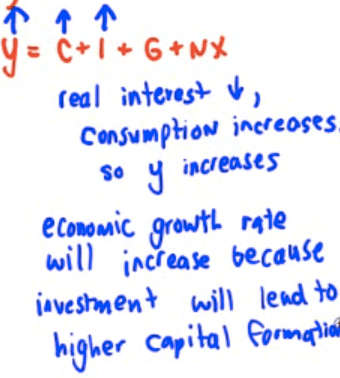 ↑ ↑ ↑
y = C + I + G + NX
real interest ↓,
consumption increases,
so y increases
economic growth rate
will increase because
investment will lead to
higher capital formation